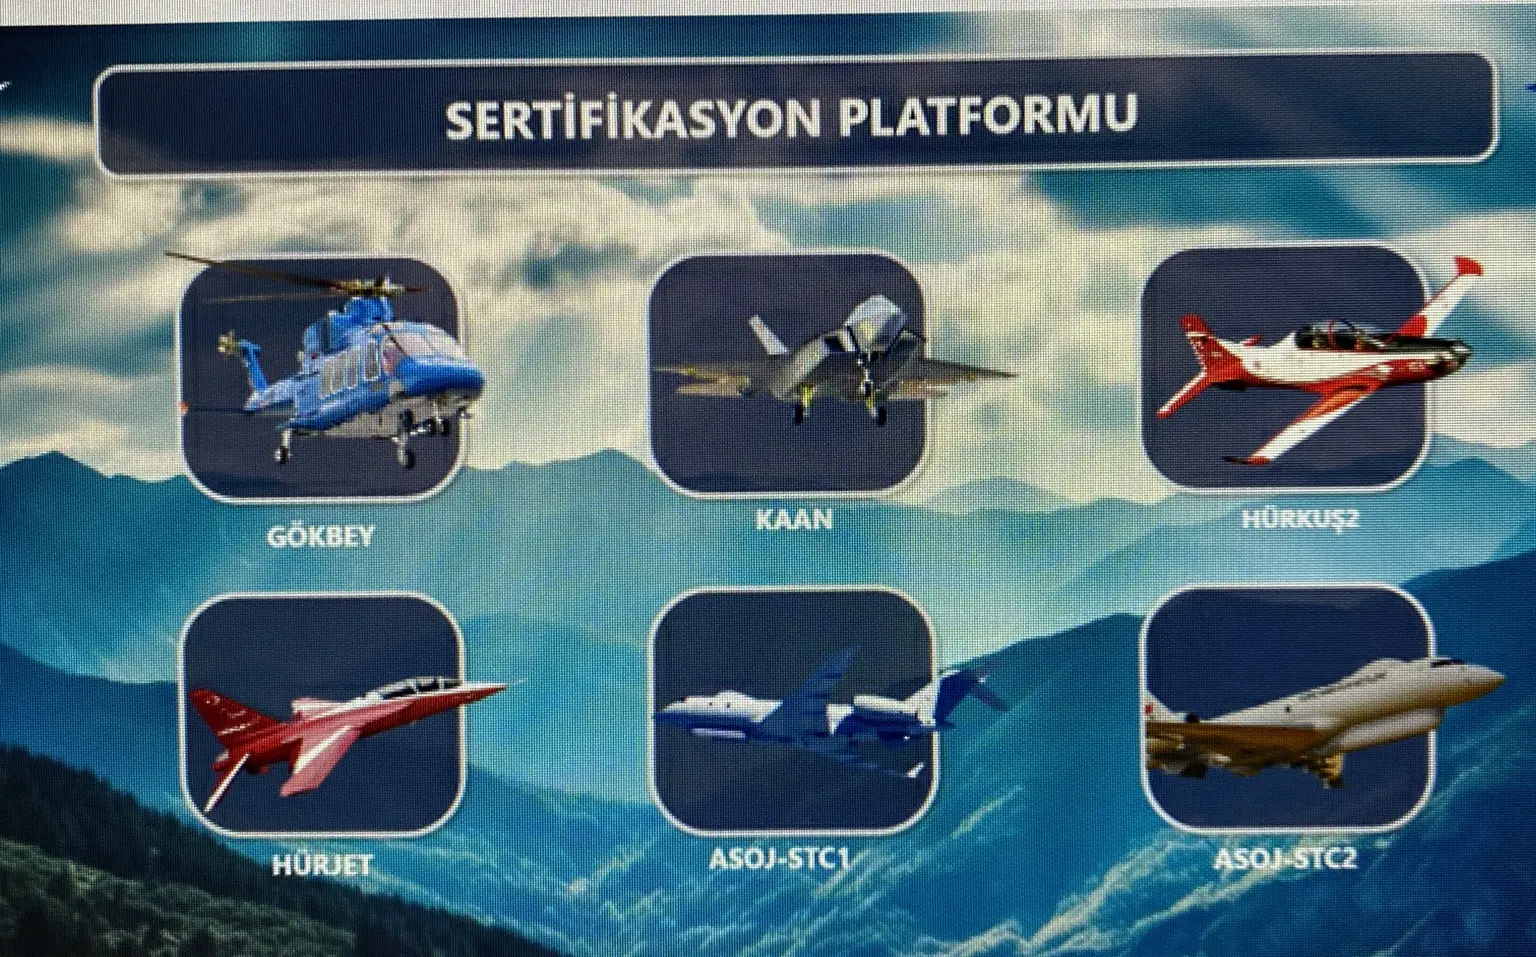 SERTİFİKASYON PLATFORMU
GÖKBEY
KAAN
HÜRKUŞ2
HÜRJET
ASOJ-STC1
ASOJ-STC2